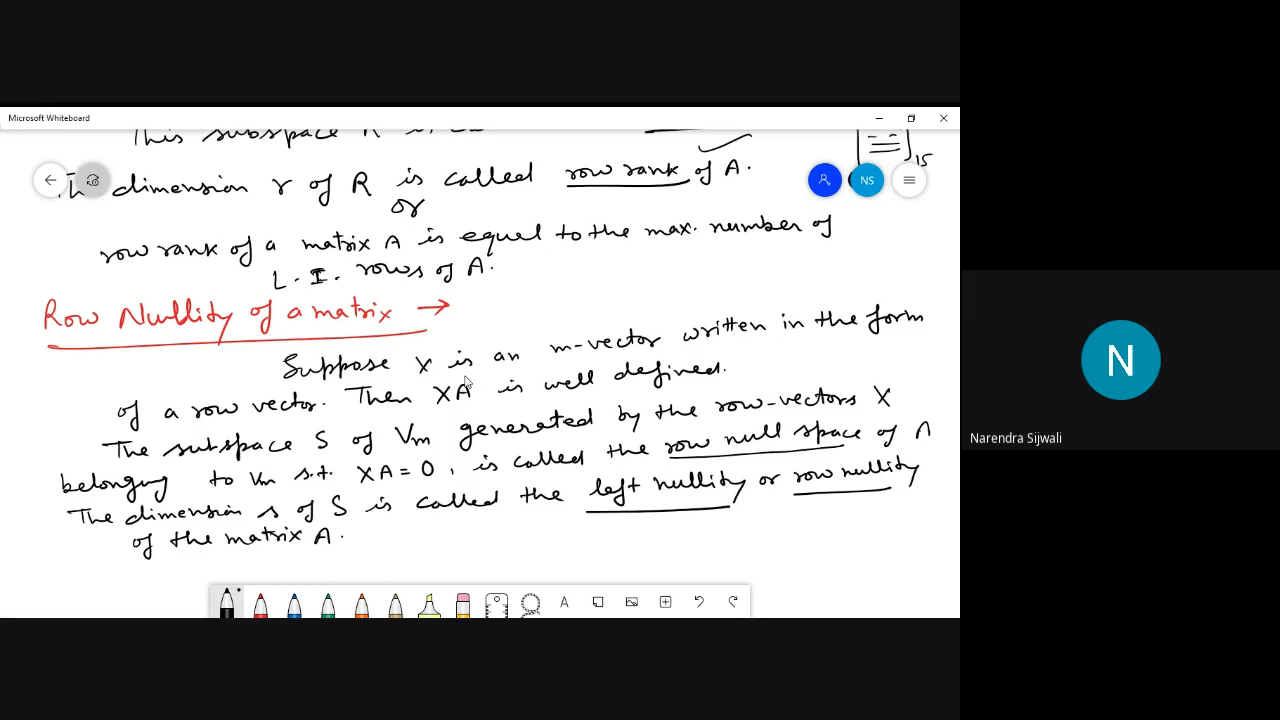 Microsoft Whiteboard
This subspace R is
15
dimension r of R is called row rank of A.
or
NS
row rank of a matrix A is equal to the max. number of
L.I. rows of A.
Row Nullity of a matrix →
Suppose X is an m-vector written in the form
of a row vector. Then XA is well defined.
The subspace S of Vm generated by the row-vectors X
belonging to Vm s.t. XA = 0, is called the row null space of A
The dimension s of S is called the left nullity or row nullity
of the matrix A.
N
Narendra Sijwali
A